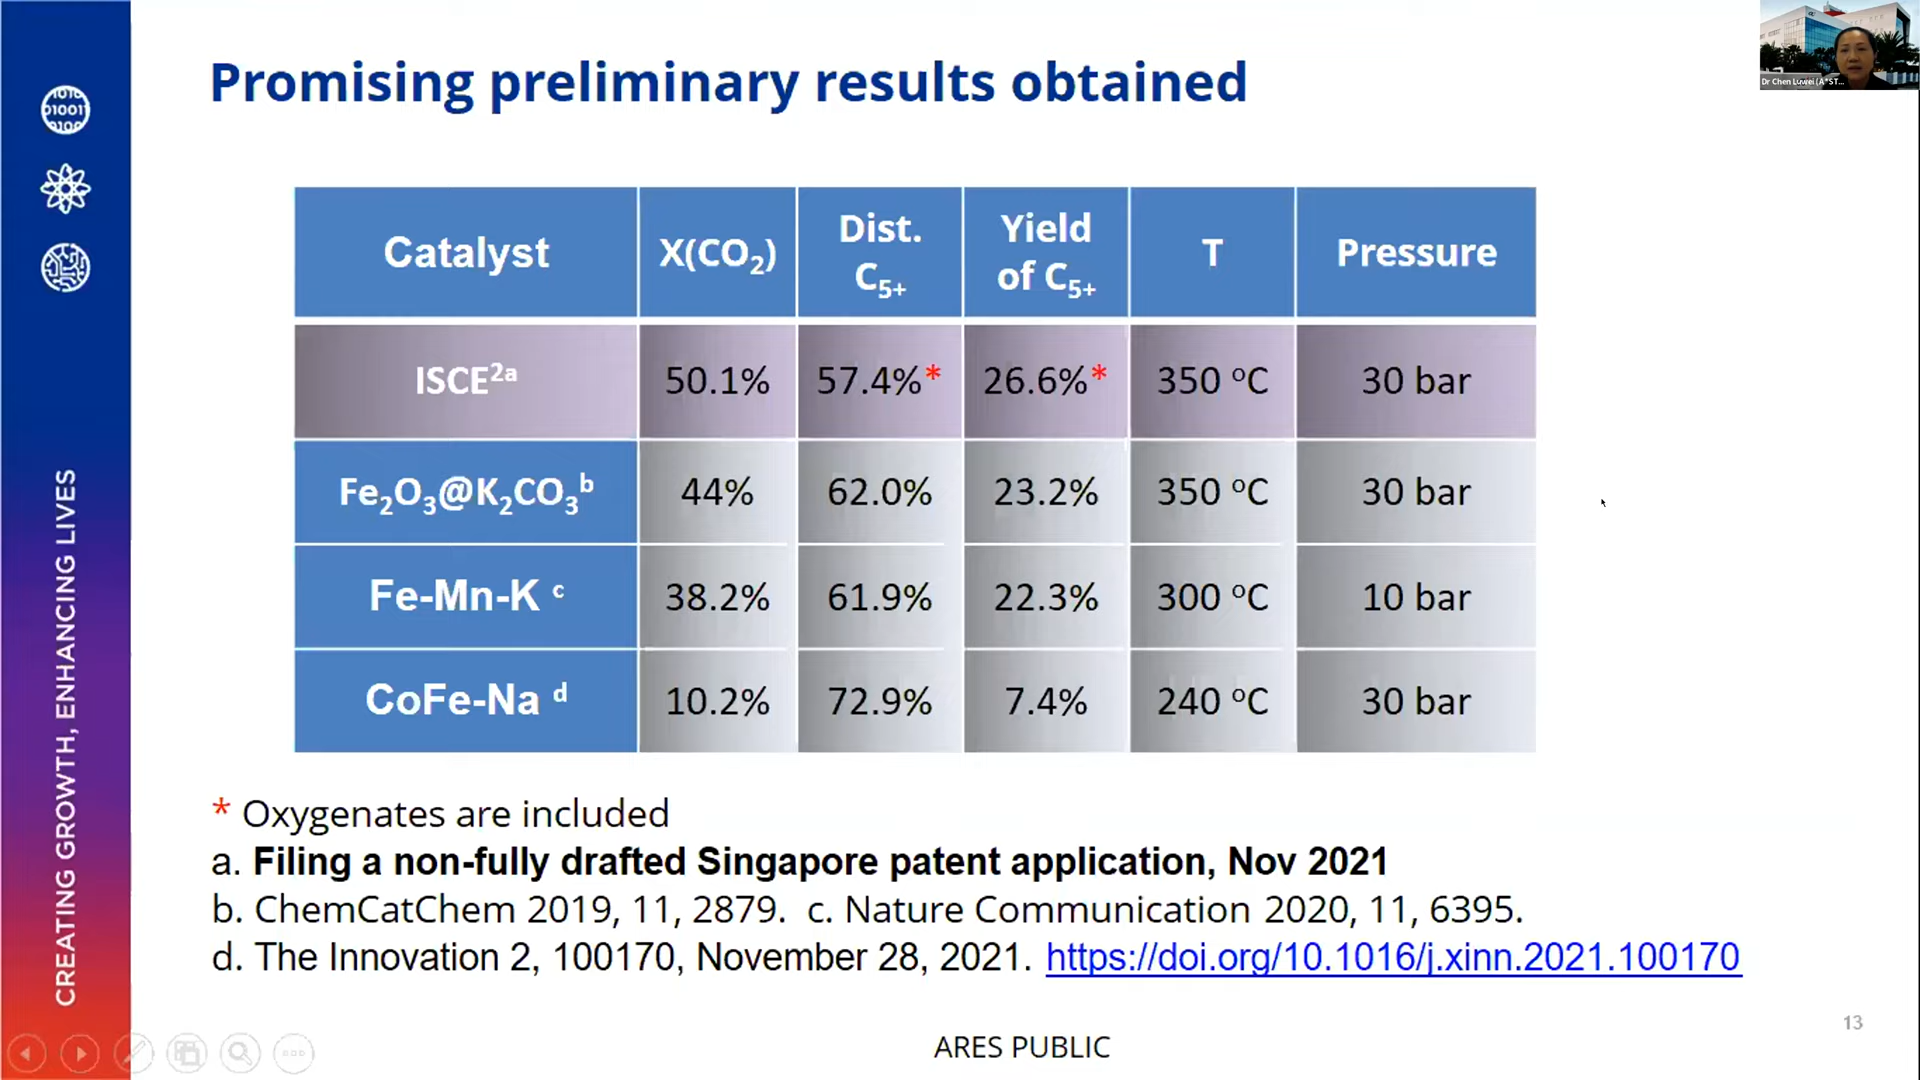 Promising preliminary results obtained
Dr Chen Luwei (A*ST...
Catalyst X(CO₂) Dist. C₅₊ Yield of C₅₊ T Pressure
ISCE²ᵃ 50.1% 57.4%* 26.6%* 350 ᵒC 30 bar
Fe₂O₃@K₂CO₃ᵇ 44% 62.0% 23.2% 350 ᵒC 30 bar
Fe-Mn-K ᶜ 38.2% 61.9% 22.3% 300 ᵒC 10 bar
CoFe-Na ᵈ 10.2% 72.9% 7.4% 240 ᵒC 30 bar
* Oxygenates are included
a. Filing a non-fully drafted Singapore patent application, Nov 2021
b. ChemCatChem 2019, 11, 2879. c. Nature Communication 2020, 11, 6395.
d. The Innovation 2, 100170, November 28, 2021. https://doi.org/10.1016/j.xinn.2021.100170
CREATING GROWTH, ENHANCING LIVES
13
ARES PUBLIC